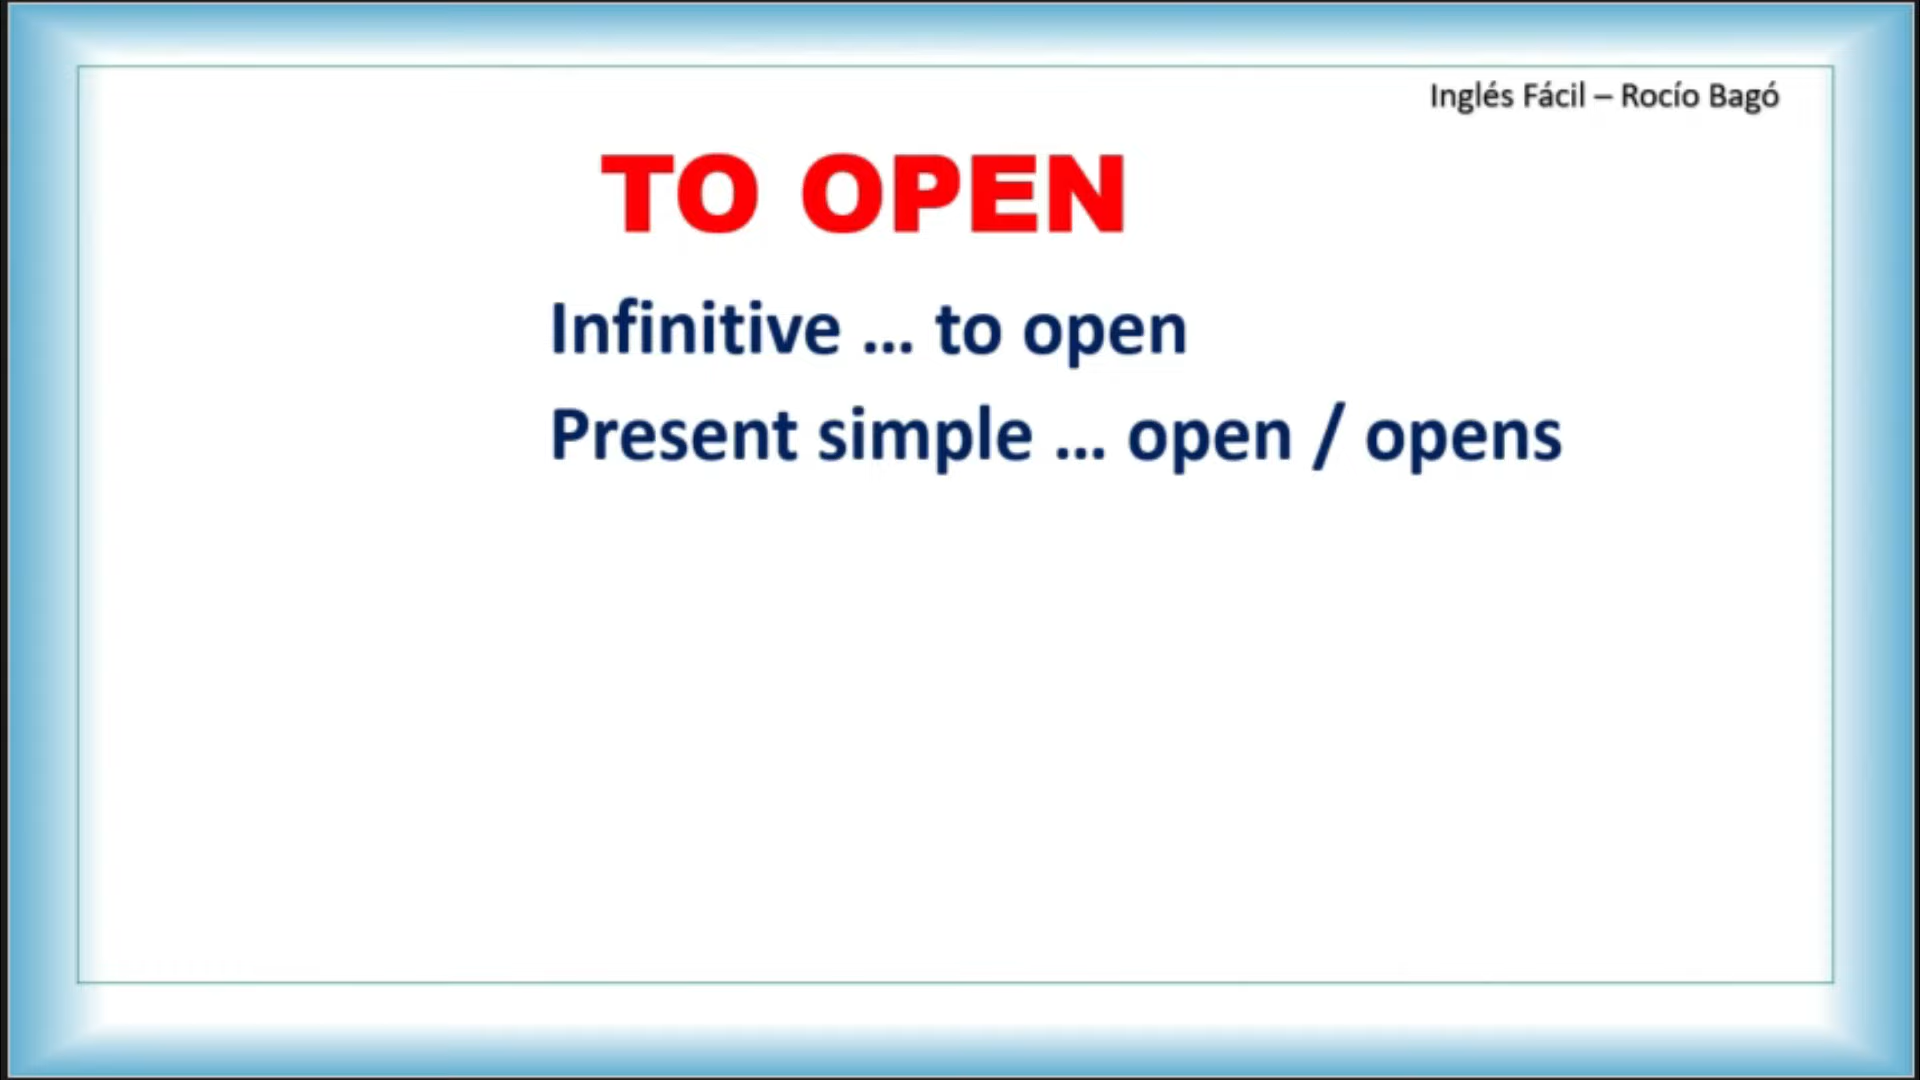 Inglés Fácil – Rocío Bagó
TO OPEN
Infinitive ... to open
Present simple ... open / opens